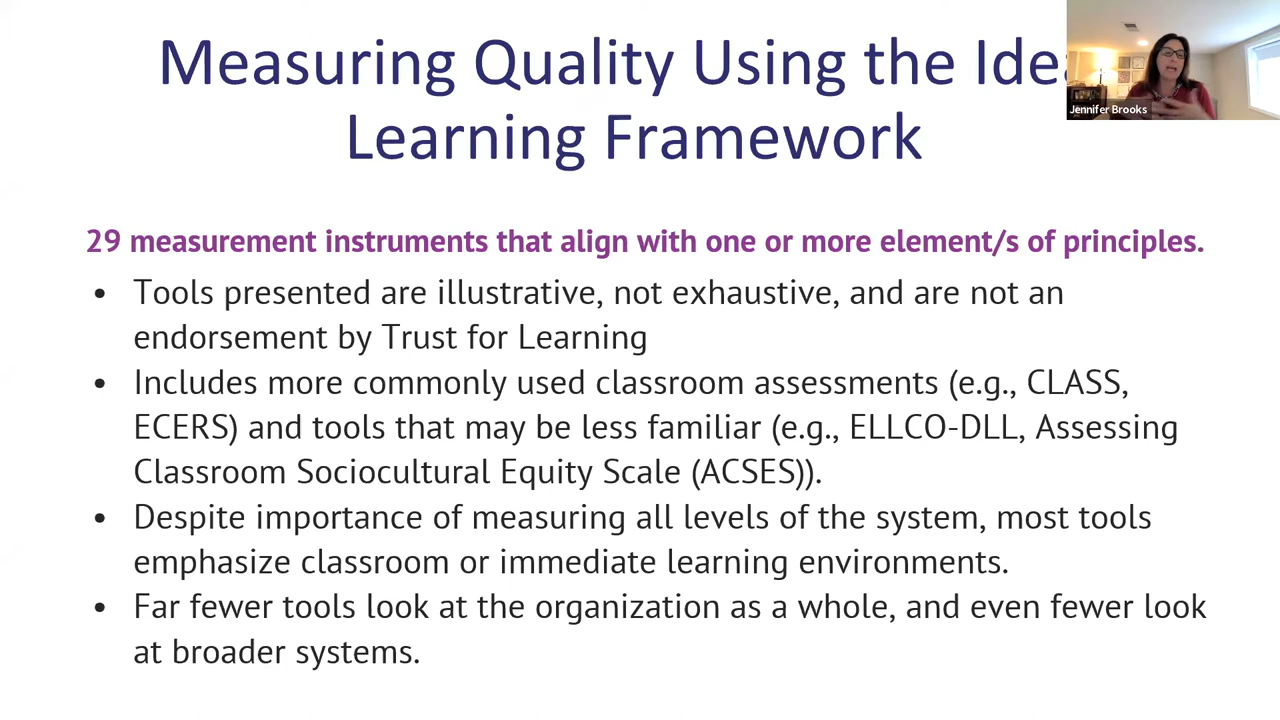 Measuring Quality Using the Idea
Learning Framework
Jennifer Brooks
29 measurement instruments that align with one or more element/s of principles.
• Tools presented are illustrative, not exhaustive, and are not an
endorsement by Trust for Learning
• Includes more commonly used classroom assessments (e.g., CLASS,
ECERS) and tools that may be less familiar (e.g., ELLCO-DLL, Assessing
Classroom Sociocultural Equity Scale (ACSES)).
• Despite importance of measuring all levels of the system, most tools
emphasize classroom or immediate learning environments.
• Far fewer tools look at the organization as a whole, and even fewer look
at broader systems.